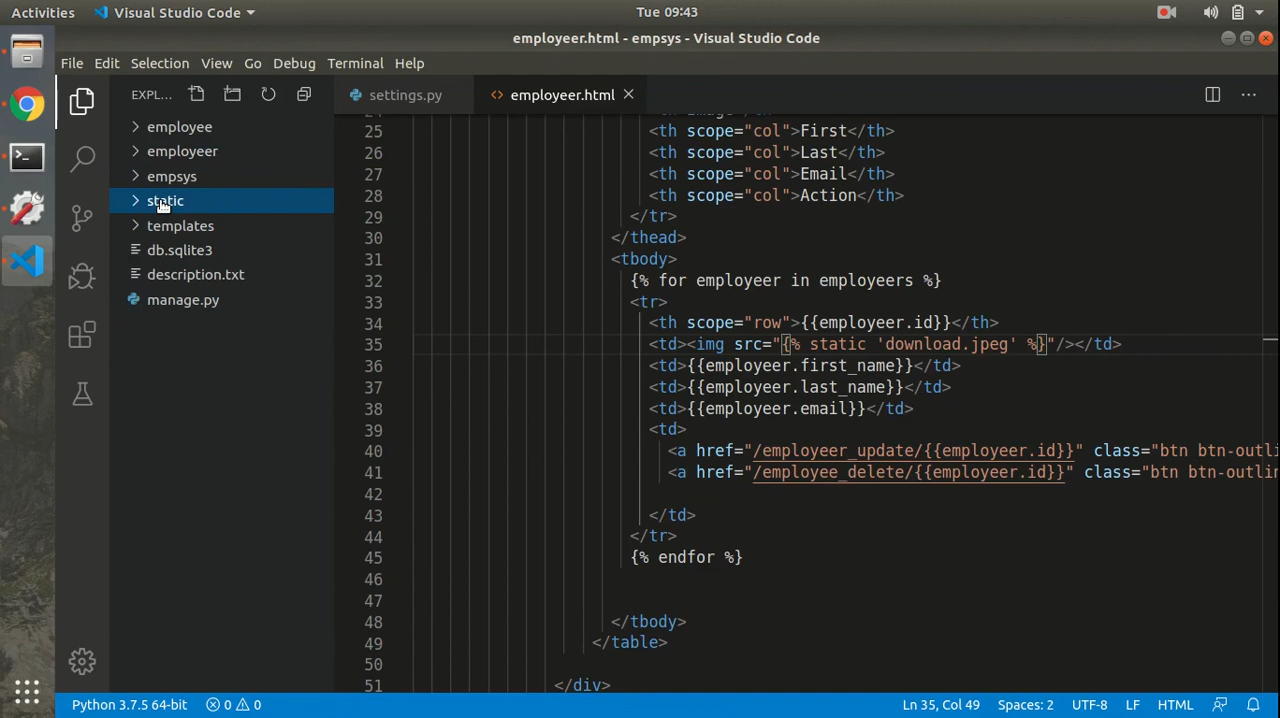 Activities Visual Studio Code Tue 09:43
employeer.html - empsys - Visual Studio Code
File Edit Selection View Go Debug Terminal Help
EXPL... settings.py employeer.html
employee
employeer
empsys
static
templates
db.sqlite3
description.txt
manage.py
25 <th scope="col">First</th>
26 <th scope="col">Last</th>
27 <th scope="col">Email</th>
28 <th scope="col">Action</th>
29 </tr>
30 </thead>
31 <tbody>
32 {% for employeer in employeers %}
33 <tr>
34 <th scope="row">{{employeer.id}}</th>
35 <td><img src="{% static 'download.jpeg' %}"/></td>
36 <td>{{employeer.first_name}}</td>
37 <td>{{employeer.last_name}}</td>
38 <td>{{employeer.email}}</td>
39 <td>
40 <a href="/employeer_update/{{employeer.id}}" class="btn btn-outli
41 <a href="/employee_delete/{{employeer.id}}" class="btn btn-outlin
42
43 </td>
44 </tr>
45 {% endfor %}
46
47
48 </tbody>
49 </table>
50
51 </div>
Python 3.7.5 64-bit 0 0 Ln 35, Col 49 Spaces: 2 UTF-8 LF HTML